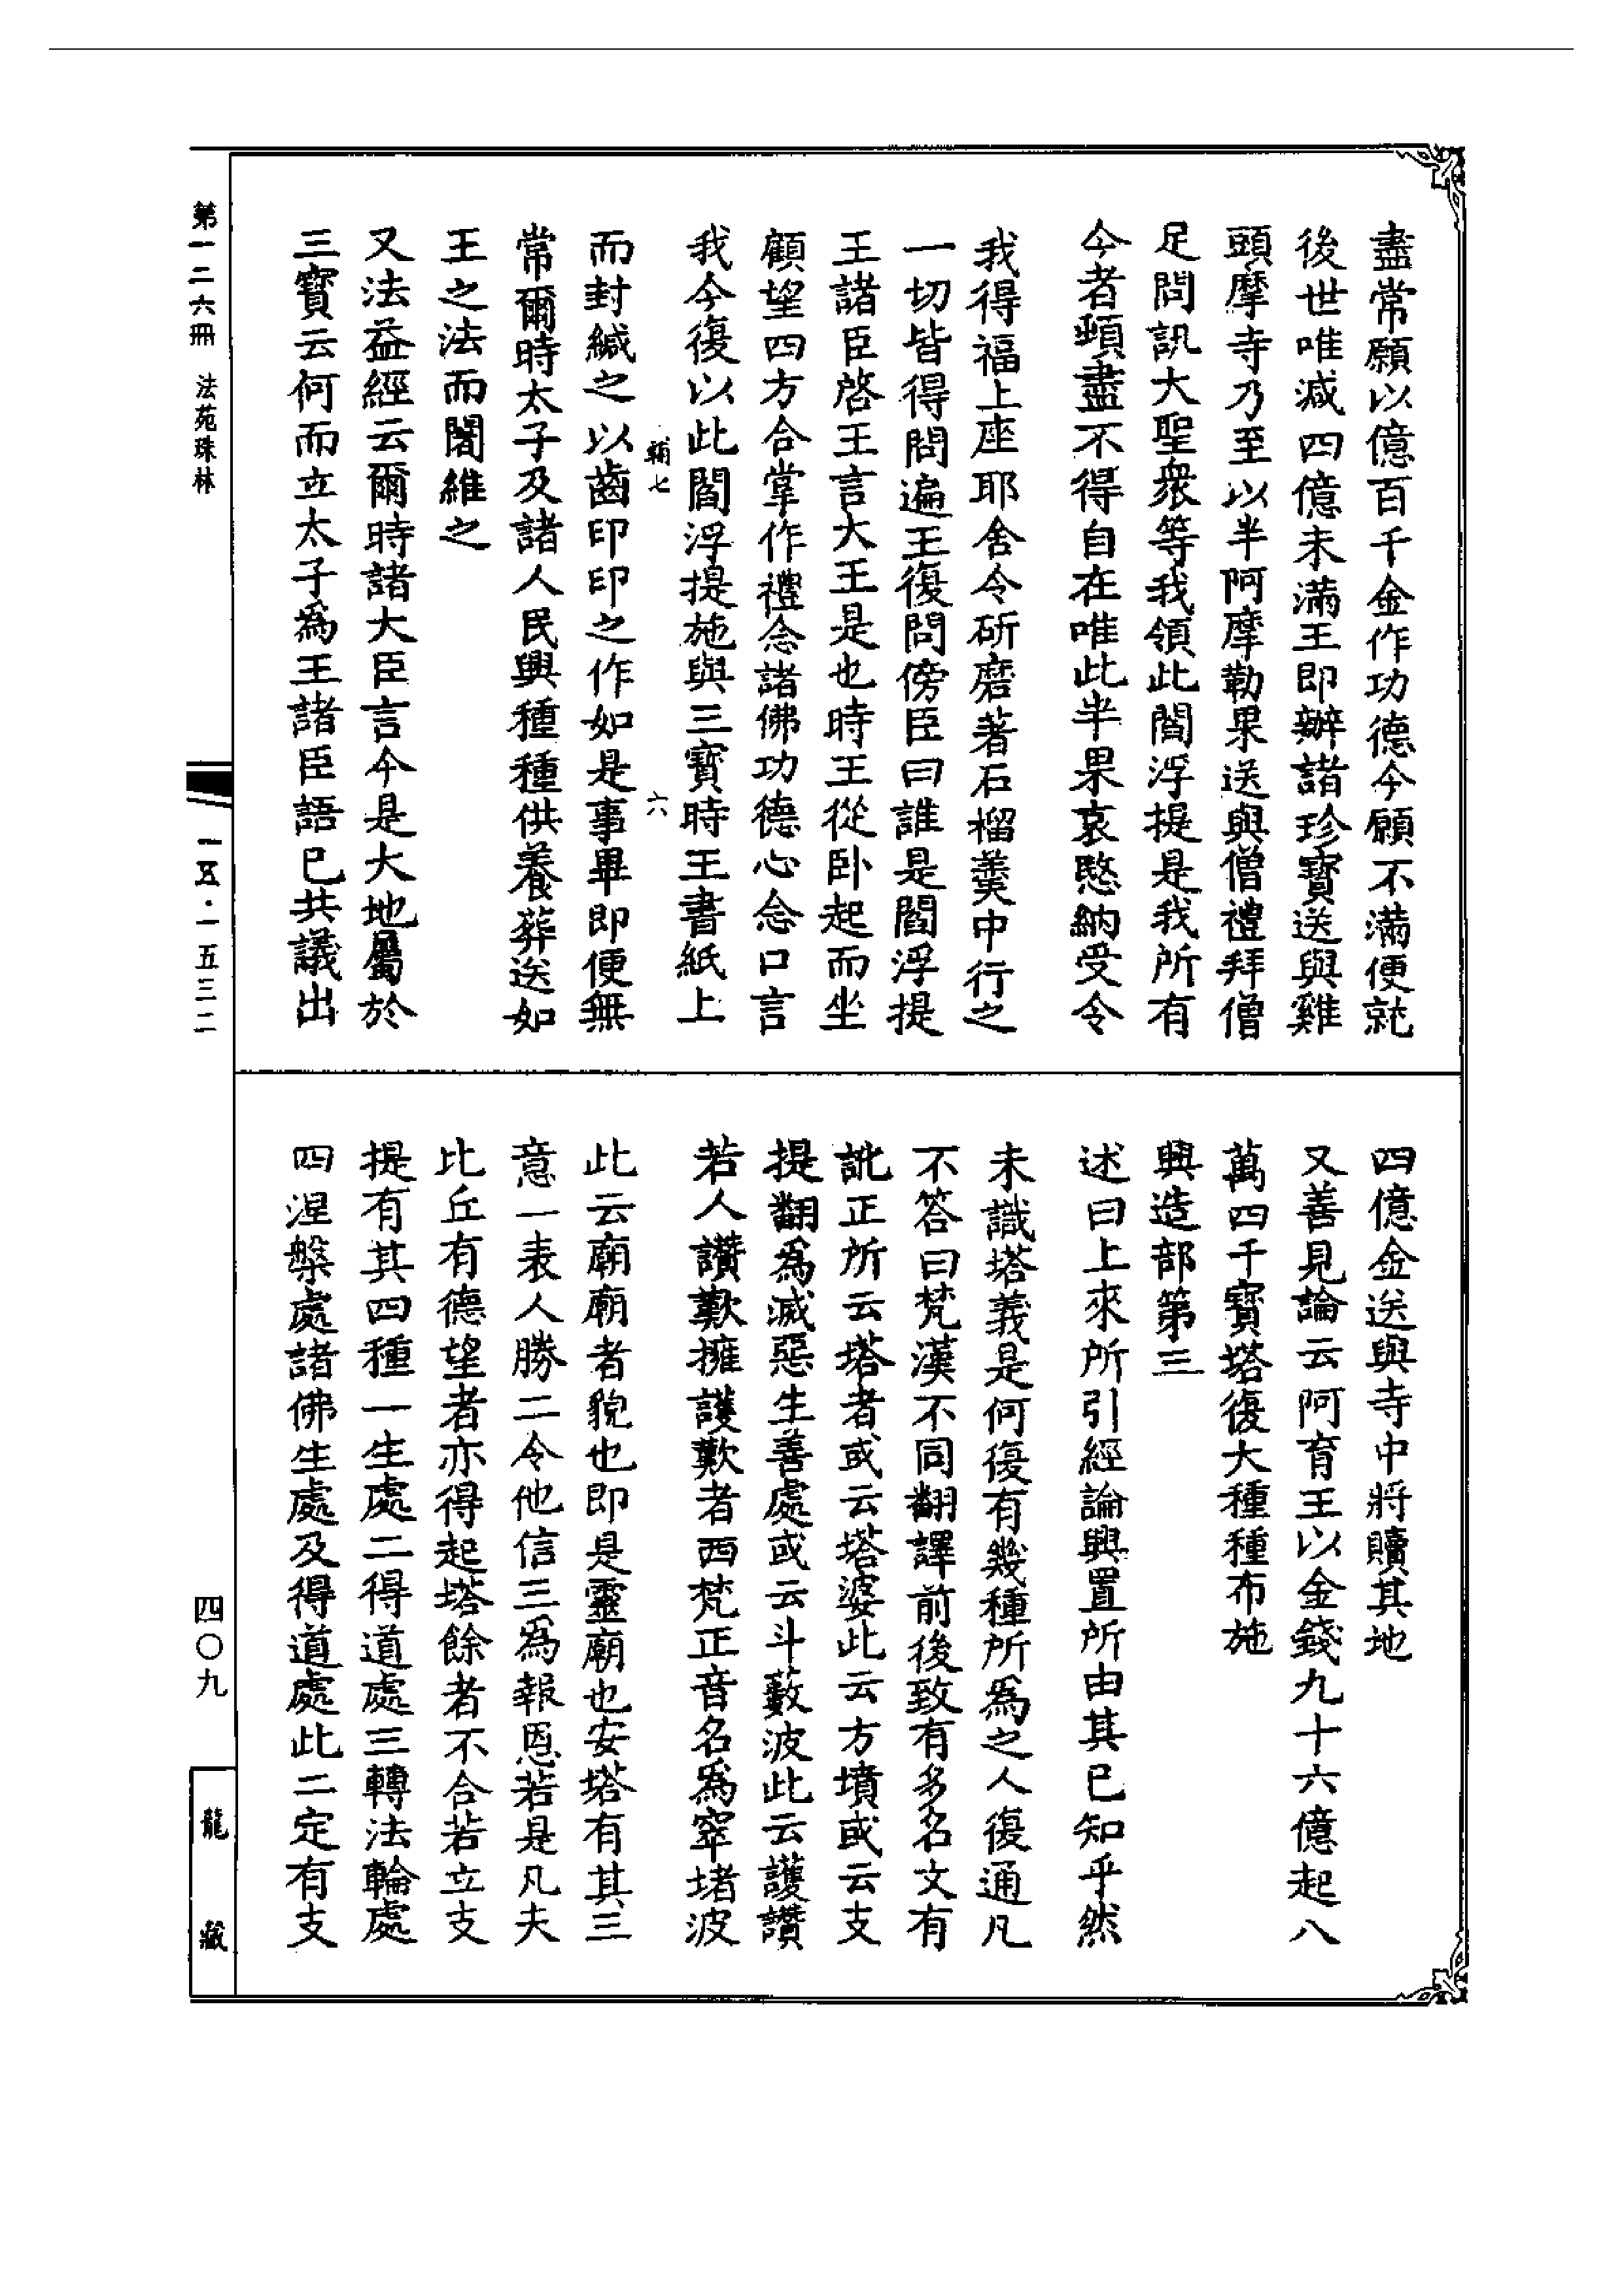 盡常願以億百千金作功德今願不滿便就
後世唯減四億未滿王即辦諸珍寶送與雞
頭摩寺乃至以半阿摩勒果送與僧禮拜僧
足問訊大聖衆等我領此閻浮提是我所有
今者頓盡不得自在唯此半果哀愍納受令
我得福上座耶舍令研磨著石榴羮中行之
一切皆得問遍王復問傍臣曰誰是閻浮提
王諸臣啓王言大王是也時王從卧起而坐
顧望四方合掌作禮念諸佛功德心念口言
我今復以此閻浮提施與三寶時王書紙上
輔七 六
而封緘之以齒印印之作如是事畢即便無
常爾時太子及諸人民興種種供養葬送如
王之法而闍維之
又法益經云爾時諸大臣言今是大地屬於
三寶云何而立太子爲王諸臣語已共議出
四億金送與寺中將贖其地
又善見論云阿育王以金錢九十六億起八
萬四千寶塔復大種種布施
興造部第三
述曰上來所引經論興置所由其已知乎然
未識塔義是何復有幾種所爲之人復通凡
不答曰梵漢不同翻譯前後致有多名文有
訛正所云塔者或云塔婆此云方墳或云支
提翻爲滅惡生善處或云斗藪波此云護讚
若人讚歎擁護歎者西梵正音名爲窣堵波
此云廟廟者貌也即是靈廟也安塔有其三
意一表人勝二令他信三爲報恩若是凡夫
比丘有德望者亦得起塔餘者不合若立支
提有其四種一生處二得道處三轉法輪處
四涅槃處諸佛生處及得道處此二定有支
第一二六冊 法苑珠林
一五·一五三二
四〇九
龍藏